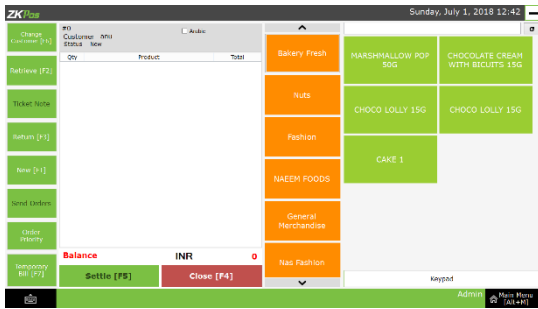 ZKPos
Sunday, July 1, 2018 12:42
Change
Customer [F6]
Retrieve [F2]
Ticket Note
Return [F3]
New [F1]
Send Orders
Order
Priority
Temporary
Bill [F7]
#0
Customer
Status New
Arabic
Qty Product Total
Balance INR 0
Settle [F5] Close [F4]
Bakery Fresh
Nuts
Fashion
NAEEM FOODS
General
Merchandise
Nas Fashion
MARSHMALLOW POP
50G
CHOCOLATE CREAM
WITH BICUITS 15G
CHOCO LOLLY 15G
CHOCO LOLLY 15G
CAKE 1
Keypad
Admin
Main Menu
[Alt+M]